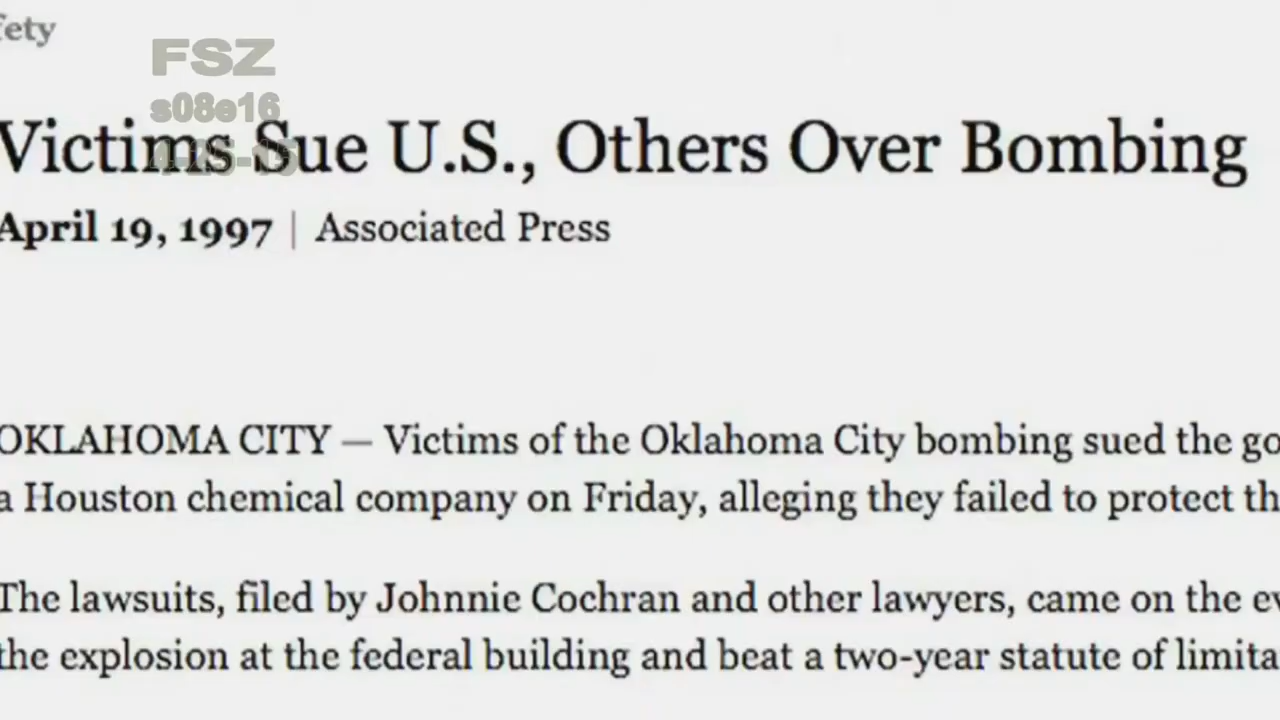 fety
FSZ
s08e16
Victims Sue U.S., Others Over Bombing
April 19, 1997 | Associated Press
OKLAHOMA CITY — Victims of the Oklahoma City bombing sued the go
a Houston chemical company on Friday, alleging they failed to protect th
The lawsuits, filed by Johnnie Cochran and other lawyers, came on the ev
the explosion at the federal building and beat a two-year statute of limita